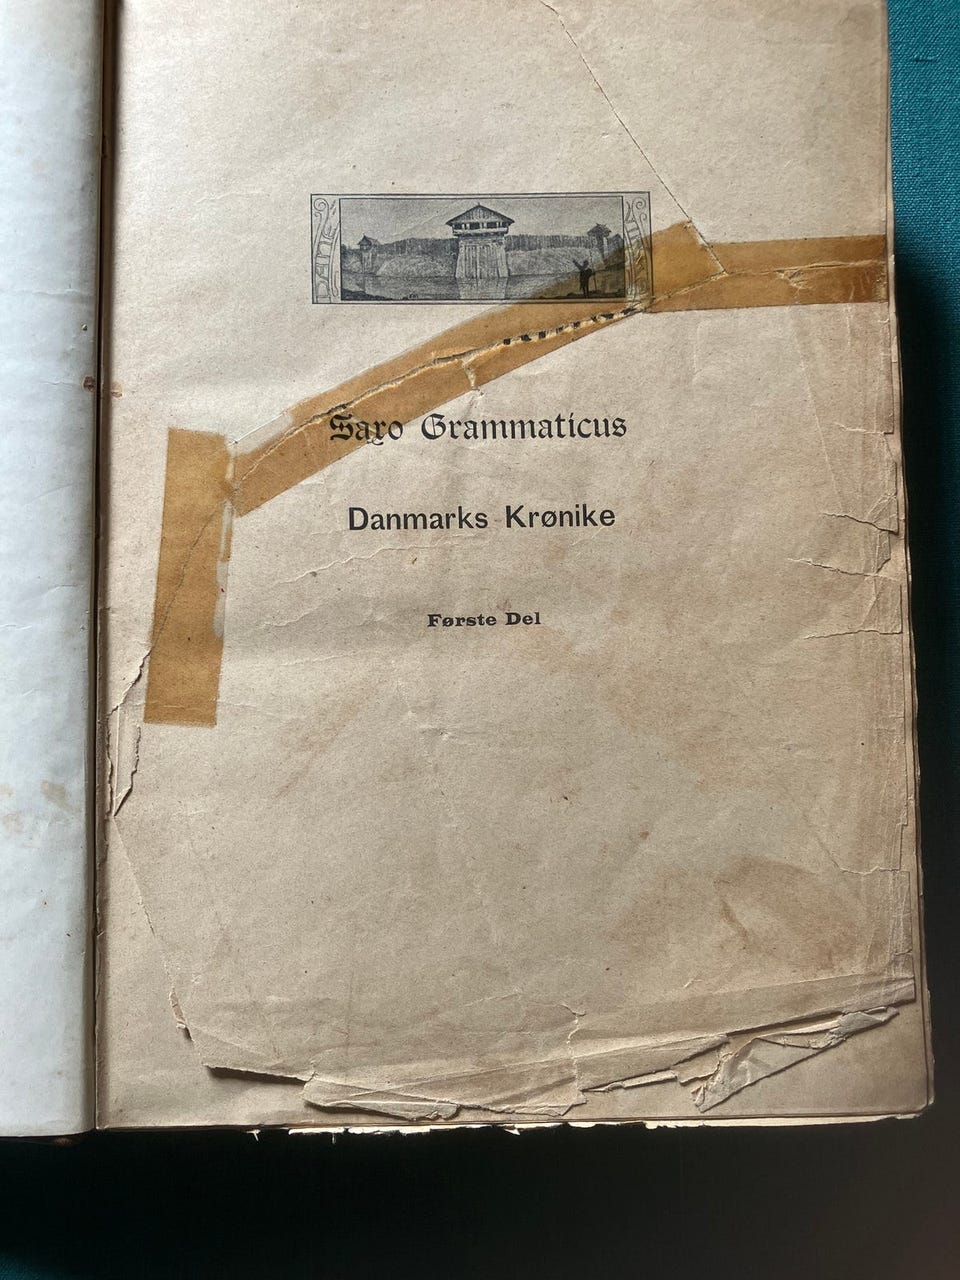 Saxo Grammaticus
Danmarks Krønike
Første Del